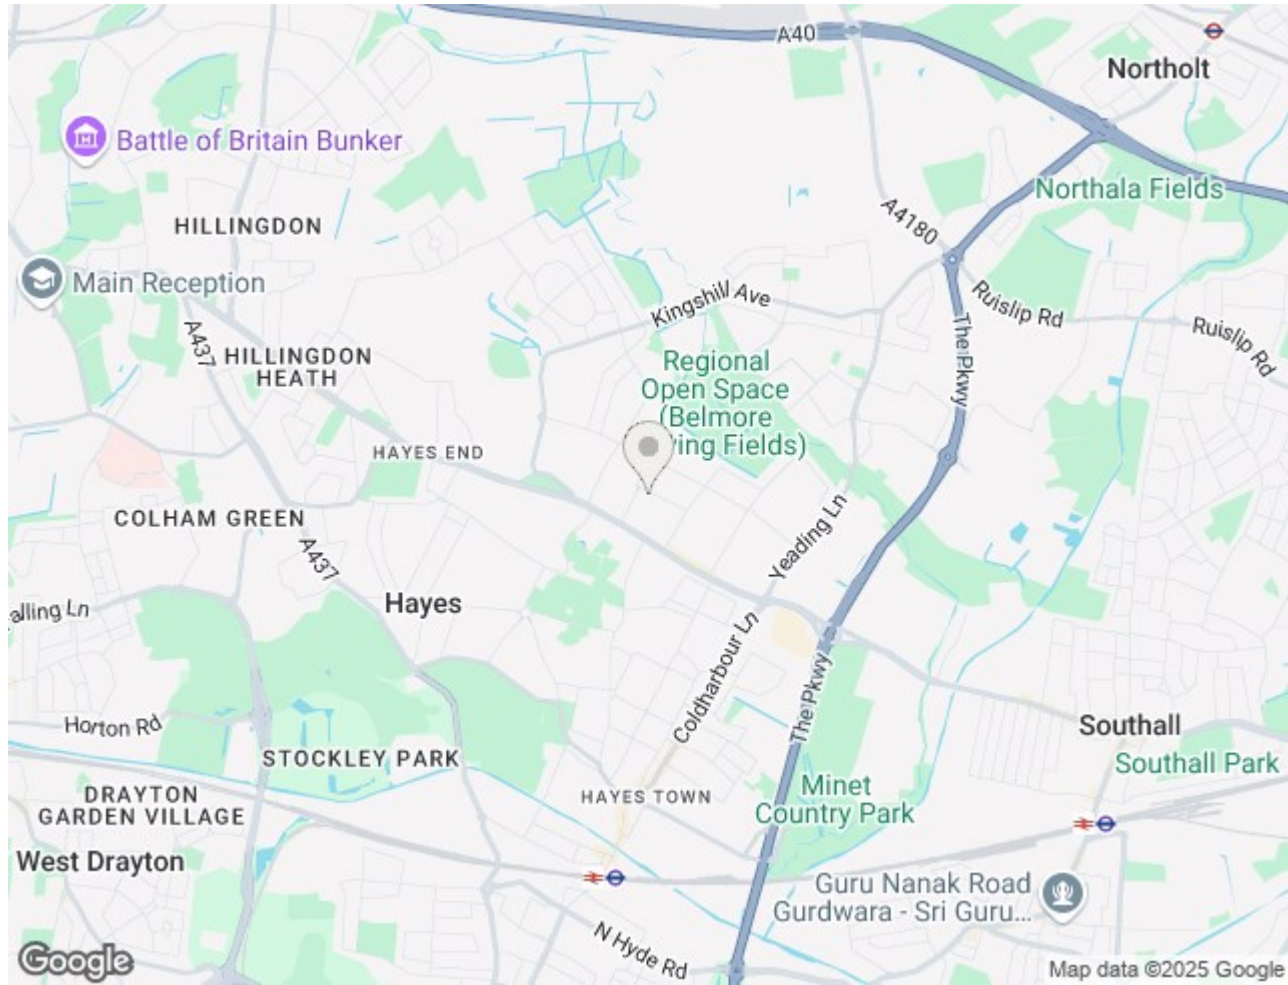 A40
Northolt
Battle of Britain Bunker
Northala Fields
HILLINGDON
A4180
Main Reception
Kingshill Ave
Ruislip Rd
Ruislip Rd
A437
The Pkwy
HILLINGDON
HEATH
Regional
Open Space
(Belmore
ying Fields)
HAYES END
COLHAM GREEN
Yeading Ln
A437
alling Ln
Hayes
Coldharbour Ln
The Pkwy
Horton Rd
Southall
STOCKLEY PARK
Southall Park
DRAYTON
GARDEN VILLAGE
HAYES TOWN
Minet
Country Park
West Drayton
Guru Nanak Road
Gurdwara - Sri Guru...
N Hyde Rd
Google
Map data ©2025 Google